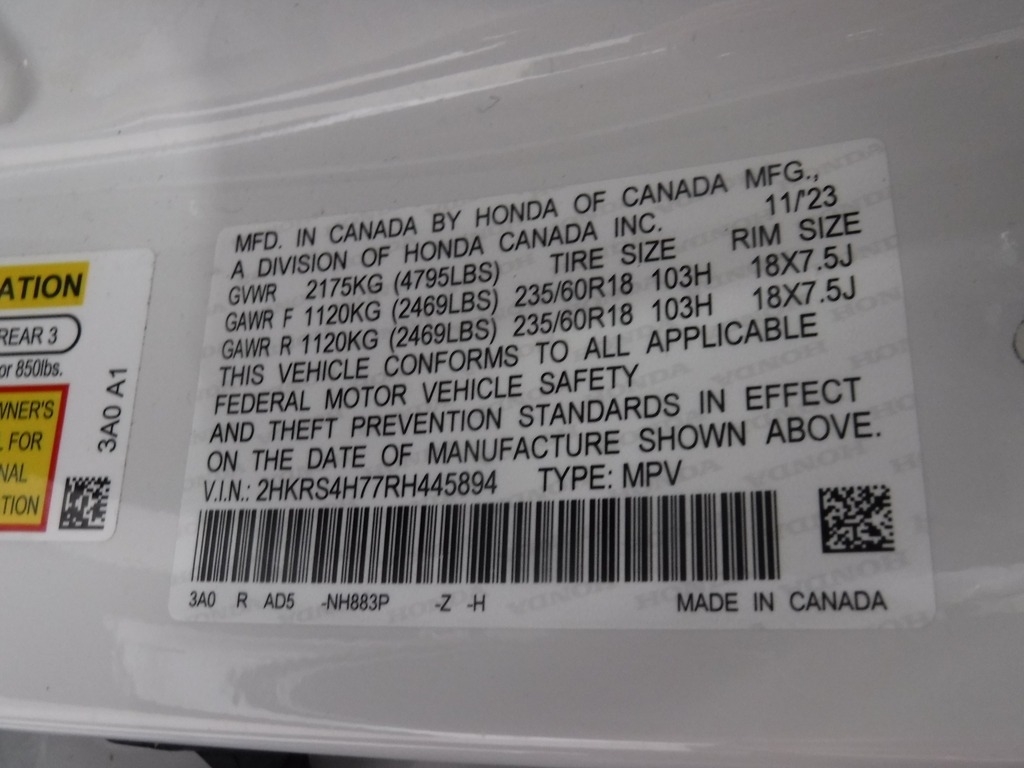 ATION
REAR 3
or 850lbs.
WNER'S
L FOR
NAL
TION
3A0 A1
MFD. IN CANADA BY HONDA OF CANADA MFG.,
A DIVISION OF HONDA CANADA INC. 11/'23
GVWR 2175KG (4795LBS) TIRE SIZE RIM SIZE
GAWR F 1120KG (2469LBS) 235/60R18 103H 18X7.5J
GAWR R 1120KG (2469LBS) 235/60R18 103H 18X7.5J
THIS VEHICLE CONFORMS TO ALL APPLICABLE
FEDERAL MOTOR VEHICLE SAFETY
AND THEFT PREVENTION STANDARDS IN EFFECT
ON THE DATE OF MANUFACTURE SHOWN ABOVE.
V.I.N.: 2HKRS4H77RH445894 TYPE: MPV
3A0 R AD5 -NH883P -Z -H MADE IN CANADA